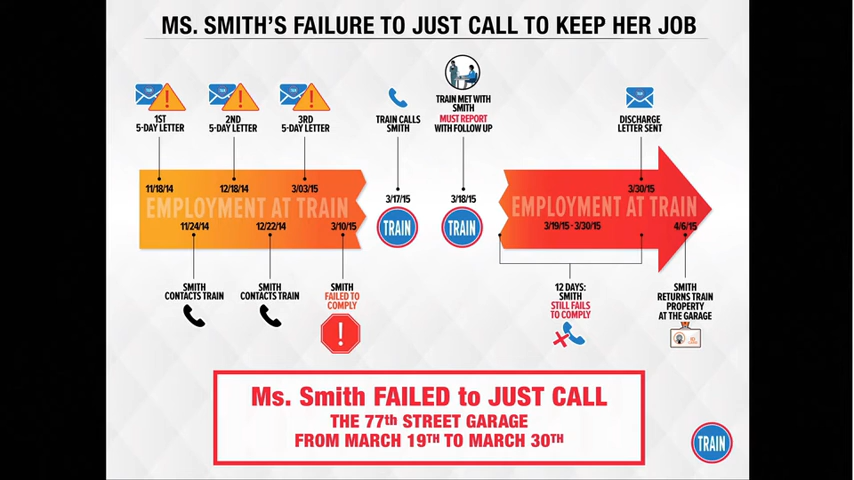 MS. SMITH'S FAILURE TO JUST CALL TO KEEP HER JOB
TRAIN
1ST
5-DAY LETTER
TRAIN
2ND
5-DAY LETTER
TRAIN
3RD
5-DAY LETTER
TRAIN CALLS
SMITH
TRAIN MET WITH
SMITH
MUST REPORT
WITH FOLLOW UP
TRAIN
DISCHARGE
LETTER SENT
11/18/14
12/18/14
3/03/15
3/17/15
3/18/15
3/30/15
EMPLOYMENT AT TRAIN
TRAIN
TRAIN
EMPLOYMENT AT TRAIN
11/24/14
12/22/14
3/10/15
3/19/15 - 3/30/15
4/6/15
SMITH
CONTACTS TRAIN
SMITH
CONTACTS TRAIN
SMITH
FAILED TO
COMPLY
!
12 DAYS:
SMITH
STILL FAILS
TO COMPLY
SMITH
RETURNS TRAIN
PROPERTY
AT THE GARAGE
Ms. Smith FAILED to JUST CALL
THE 77th STREET GARAGE
FROM MARCH 19TH TO MARCH 30TH
TRAIN